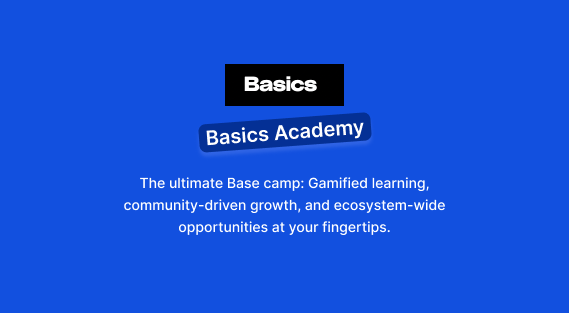 Basics
Basics Academy
The ultimate Base camp: Gamified learning,
community-driven growth, and ecosystem-wide
opportunities at your fingertips.